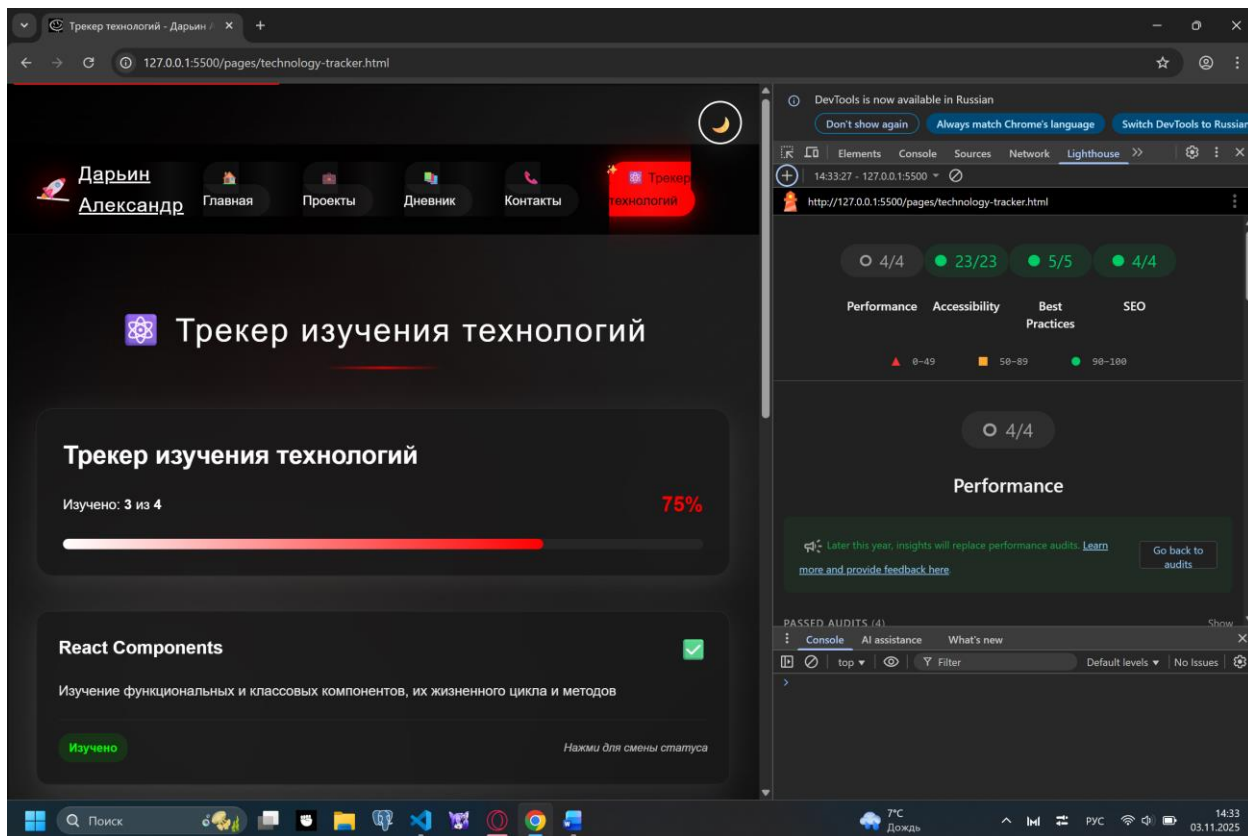 Трекер технологий - Дарьин А
127.0.0.1:5500/pages/technology-tracker.html
Дарьин
Александр
Главная
Проекты
Дневник
Контакты
Трекер
технологий
Трекер изучения технологий
Трекер изучения технологий
Изучено: 3 из 4
75%
React Components
Изучение функциональных и классовых компонентов, их жизненного цикла и методов
Изучено
Нажми для смены статуса
DevTools is now available in Russian
Don't show again Always match Chrome's language Switch DevTools to Russian
Elements Console Sources Network Lighthouse
14:33:27 - 127.0.0.1:5500
http://127.0.0.1:5500/pages/technology-tracker.html
4/4 23/23 5/5 4/4
Performance Accessibility Best Practices SEO
0–49 50–89 90–100
4/4
Performance
Later this year, insights will replace performance audits. Learn
more and provide feedback here.
Go back to
audits
PASSED AUDITS (4) Show
Console AI assistance What's new
top Filter Default levels No Issues
Поиск
7°C
Дождь
РУС
14:33
03.11.2025